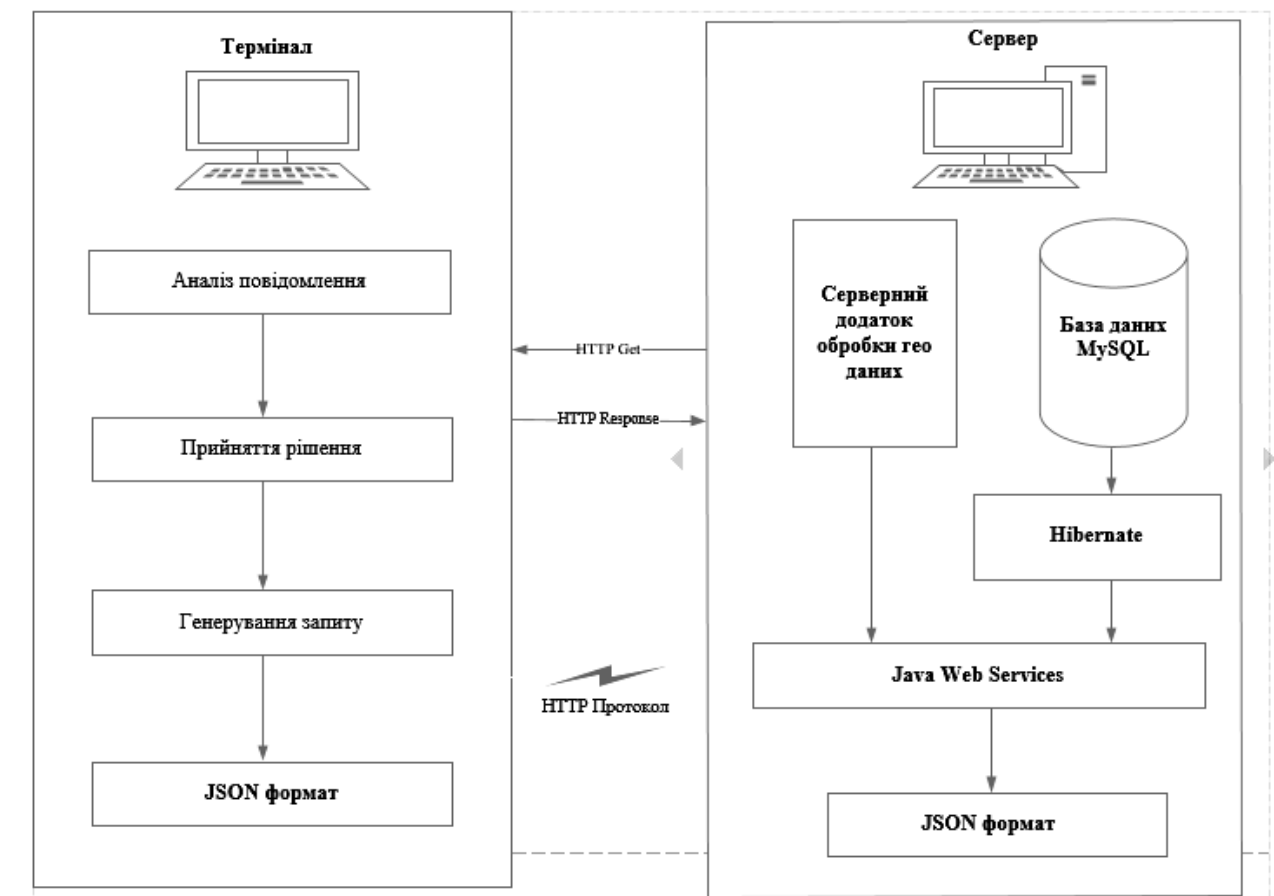 Термінал
Аналіз повідомлення
Прийняття рішення
Генерування запиту
JSON формат
HTTP Get
HTTP Response
HTTP Протокол
Сервер
Серверний
додаток
обробки гео
даних
База даних
MySQL
Hibernate
Java Web Services
JSON формат